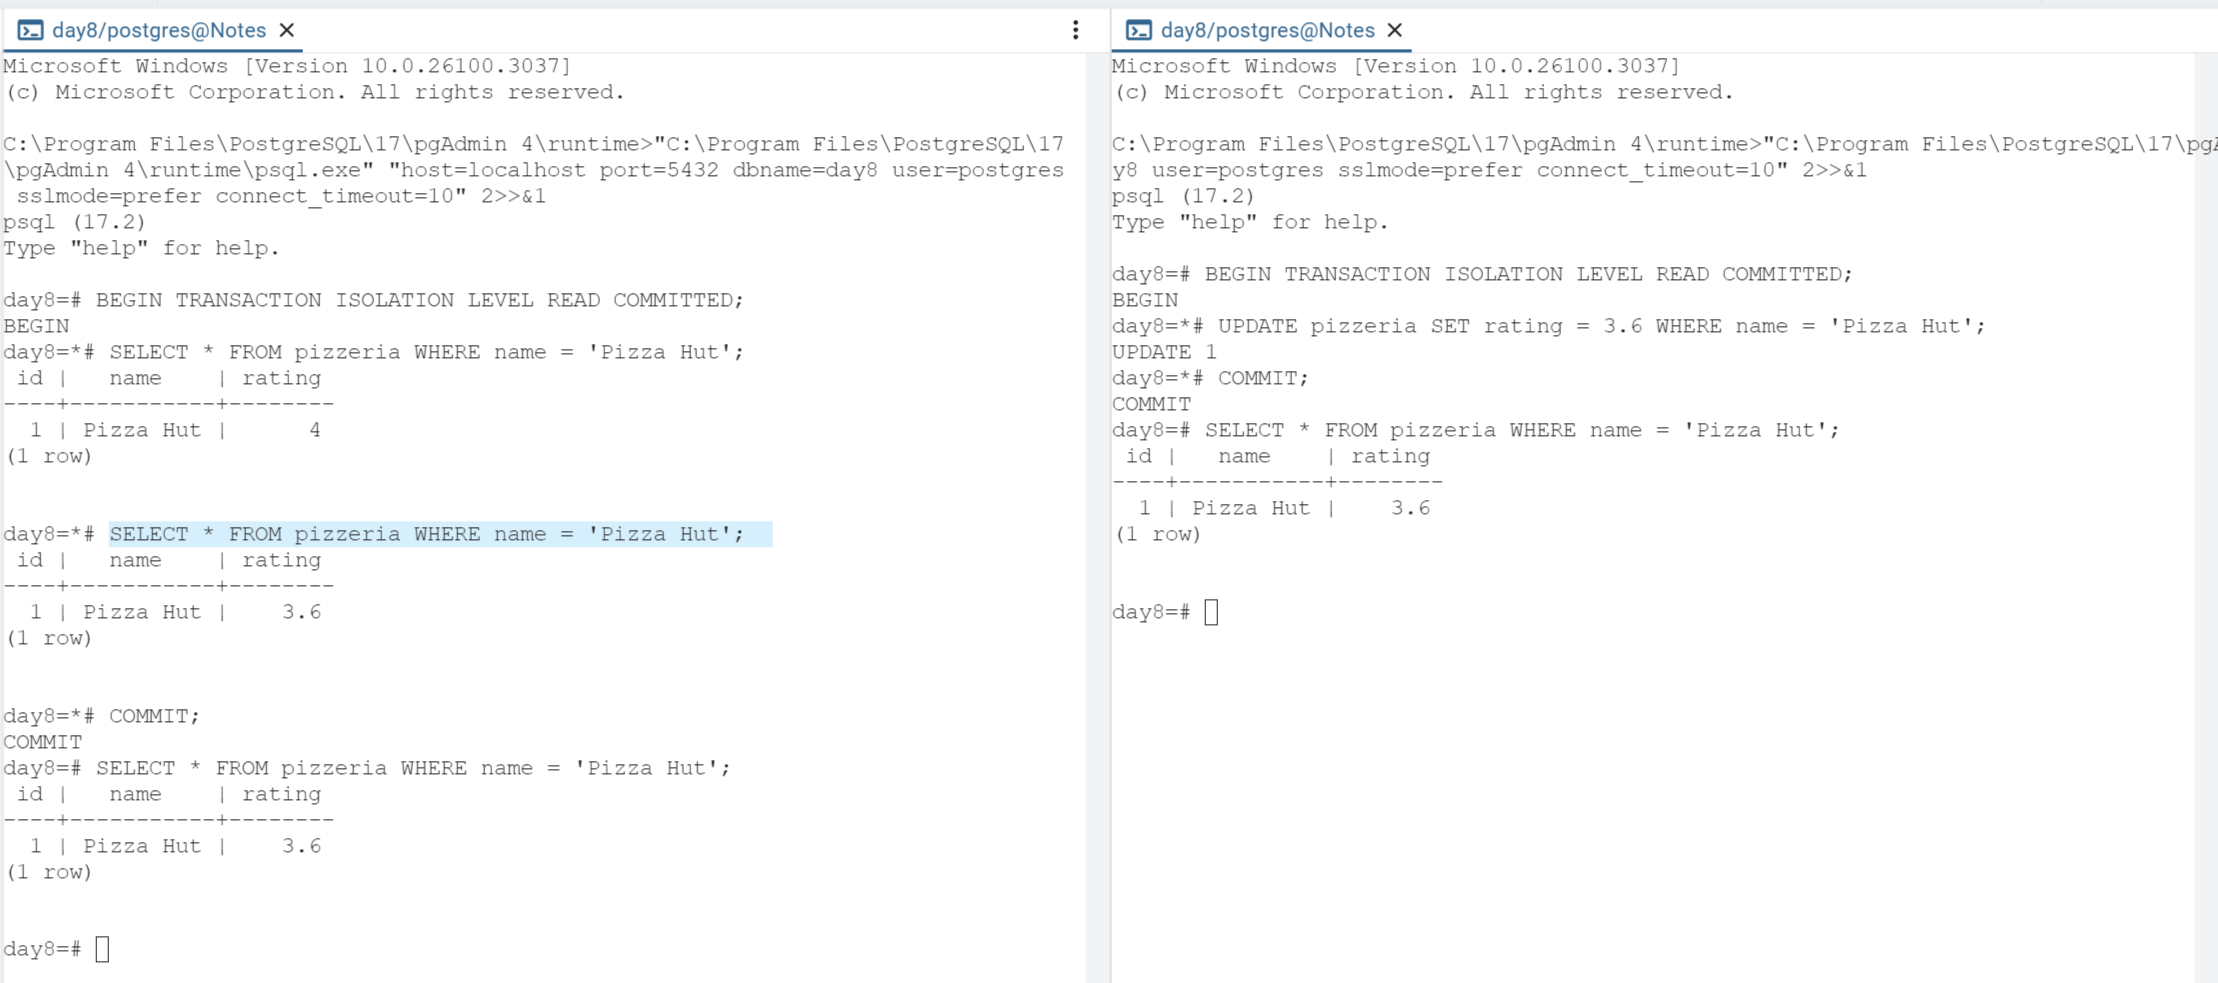 day8/postgres@Notes
Microsoft Windows [Version 10.0.26100.3037]
(c) Microsoft Corporation. All rights reserved.
C:\Program Files\PostgreSQL\17\pgAdmin 4\runtime>"C:\Program Files\PostgreSQL\17
\pgAdmin 4\runtime\psql.exe" "host=localhost port=5432 dbname=day8 user=postgres
 sslmode=prefer connect_timeout=10" 2>>&1
psql (17.2)
Type "help" for help.
day8=# BEGIN TRANSACTION ISOLATION LEVEL READ COMMITTED;
BEGIN
day8=*# SELECT * FROM pizzeria WHERE name = 'Pizza Hut';
 id |   name    | rating
----+-----------+--------
  1 | Pizza Hut |      4
(1 row)
day8=*# SELECT * FROM pizzeria WHERE name = 'Pizza Hut';
 id |   name    | rating
----+-----------+--------
  1 | Pizza Hut |    3.6
(1 row)
day8=*# COMMIT;
COMMIT
day8=# SELECT * FROM pizzeria WHERE name = 'Pizza Hut';
 id |   name    | rating
----+-----------+--------
  1 | Pizza Hut |    3.6
(1 row)
day8=#
day8/postgres@Notes
Microsoft Windows [Version 10.0.26100.3037]
(c) Microsoft Corporation. All rights reserved.
C:\Program Files\PostgreSQL\17\pgAdmin 4\runtime>"C:\Program Files\PostgreSQL\17\pgA
y8 user=postgres sslmode=prefer connect_timeout=10" 2>>&1
psql (17.2)
Type "help" for help.
day8=# BEGIN TRANSACTION ISOLATION LEVEL READ COMMITTED;
BEGIN
day8=*# UPDATE pizzeria SET rating = 3.6 WHERE name = 'Pizza Hut';
UPDATE 1
day8=*# COMMIT;
COMMIT
day8=# SELECT * FROM pizzeria WHERE name = 'Pizza Hut';
 id |   name    | rating
----+-----------+--------
  1 | Pizza Hut |    3.6
(1 row)
day8=#